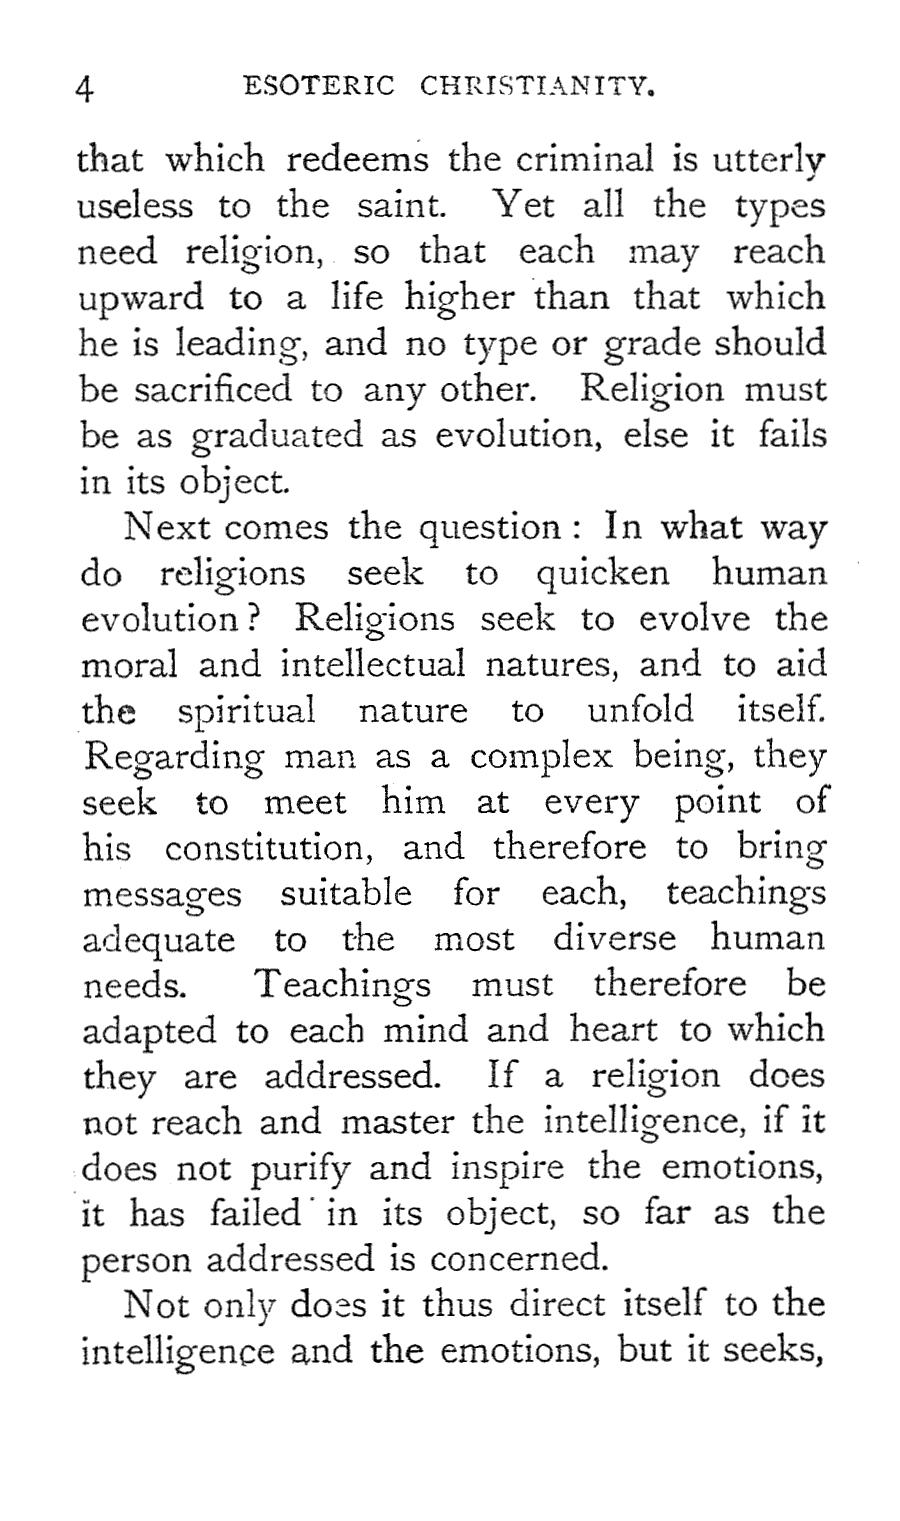 4 ESOTERIC CHRISTIANITY.
that which redeems the criminal is utterly
useless to the saint. Yet all the types
need religion, so that each may reach
upward to a life higher than that which
he is leading, and no type or grade should
be sacrificed to any other. Religion must
be as graduated as evolution, else it fails
in its object.
Next comes the question : In what way
do religions seek to quicken human
evolution ? Religions seek to evolve the
moral and intellectual natures, and to aid
the spiritual nature to unfold itself.
Regarding man as a complex being, they
seek to meet him at every point of
his constitution, and therefore to bring
messages suitable for each, teachings
adequate to the most diverse human
needs. Teachings must therefore be
adapted to each mind and heart to which
they are addressed. If a religion does
not reach and master the intelligence, if it
does not purify and inspire the emotions,
it has failed in its object, so far as the
person addressed is concerned.
Not only does it thus direct itself to the
intelligence and the emotions, but it seeks,